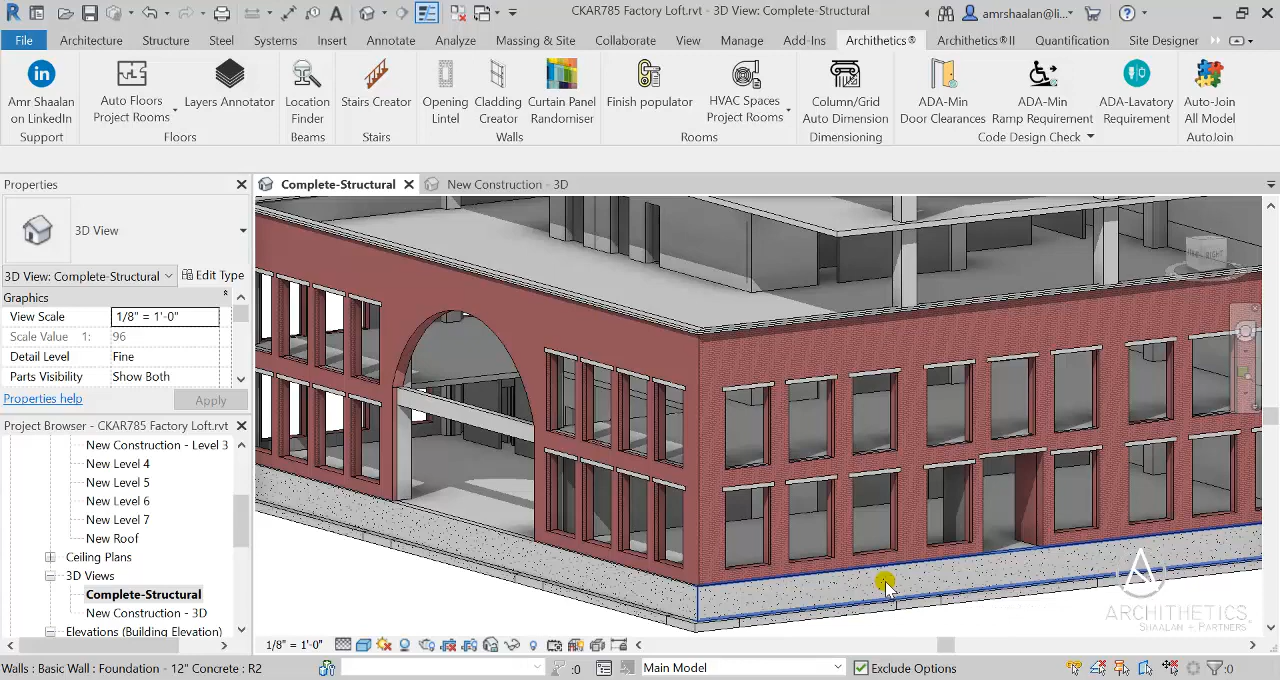 CKAR785 Factory Loft.rvt - 3D View: Complete-Structural
amrshaalan@li...
File Architecture Structure Steel Systems Insert Annotate Analyze Massing & Site Collaborate View Manage Add-Ins Archithetics® Archithetics®II Quantification Site Designer
Amr Shaalan on LinkedIn
Support
Auto Floors Project Rooms
Layers Annotator
Floors
Location Finder
Beams
Stairs Creator
Stairs
Opening Lintel
Cladding Creator
Curtain Panel Randomiser
Walls
Finish populator
HVAC Spaces Project Rooms
Rooms
Column/Grid Auto Dimension
Dimensioning
ADA-Min Door Clearances
ADA-Min Ramp Requirement
ADA-Lavatory Requirement
Code Design Check
Auto-Join All Model
AutoJoin
Properties
3D View
3D View: Complete-Structural
Edit Type
Graphics
View Scale 1/8" = 1'-0"
Scale Value 1: 96
Detail Level Fine
Parts Visibility Show Both
Properties help
Apply
Project Browser - CKAR785 Factory Loft.rvt
New Construction - Level 3
New Level 4
New Level 5
New Level 6
New Level 7
New Roof
Ceiling Plans
3D Views
Complete-Structural
New Construction - 3D
Elevations (Building Elevation)
Complete-Structural
New Construction - 3D
ARCHITHETICS
SHAALAN + PARTNERS
1/8" = 1'-0"
Walls : Basic Wall : Foundation - 12" Concrete : R2
:0
Main Model
Exclude Options
:0